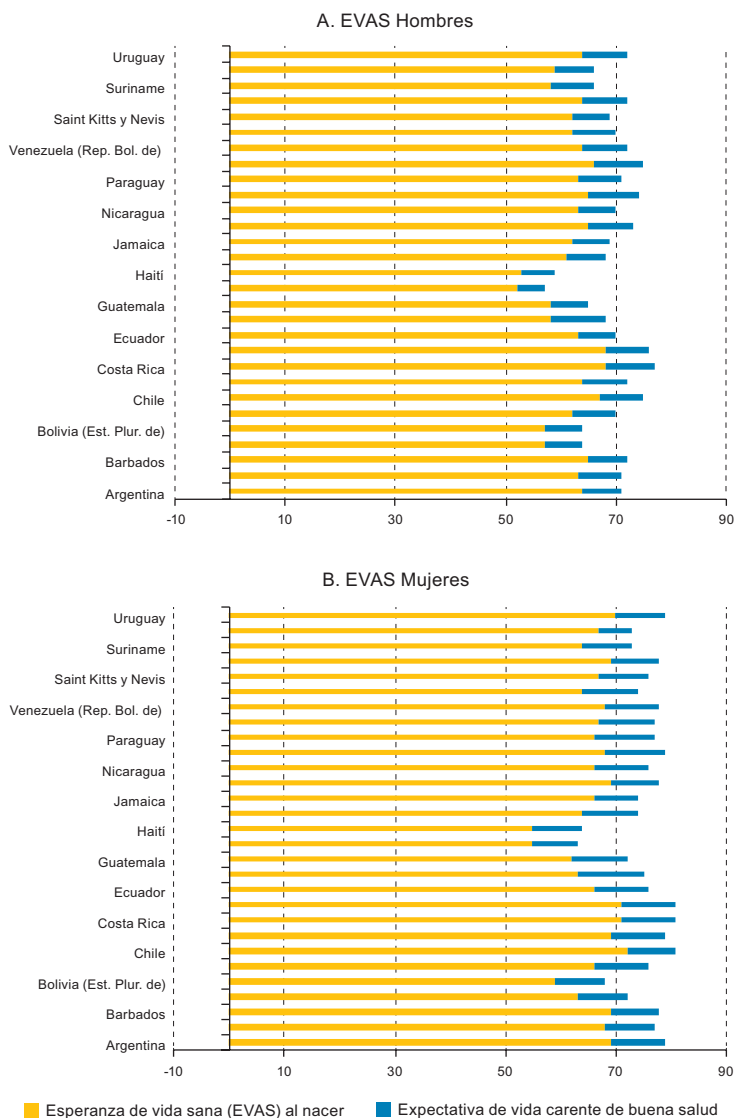 A. EVAS Hombres
Uruguay
Suriname
Saint Kitts y Nevis
Venezuela (Rep. Bol. de)
Paraguay
Nicaragua
Jamaica
Haití
Guatemala
Ecuador
Costa Rica
Chile
Bolivia (Est. Plur. de)
Barbados
Argentina
-10 10 30 50 70 90
B. EVAS Mujeres
Uruguay
Suriname
Saint Kitts y Nevis
Venezuela (Rep. Bol. de)
Paraguay
Nicaragua
Jamaica
Haití
Guatemala
Ecuador
Costa Rica
Chile
Bolivia (Est. Plur. de)
Barbados
Argentina
-10 10 30 50 70 90
Esperanza de vida sana (EVAS) al nacer Expectativa de vida carente de buena salud